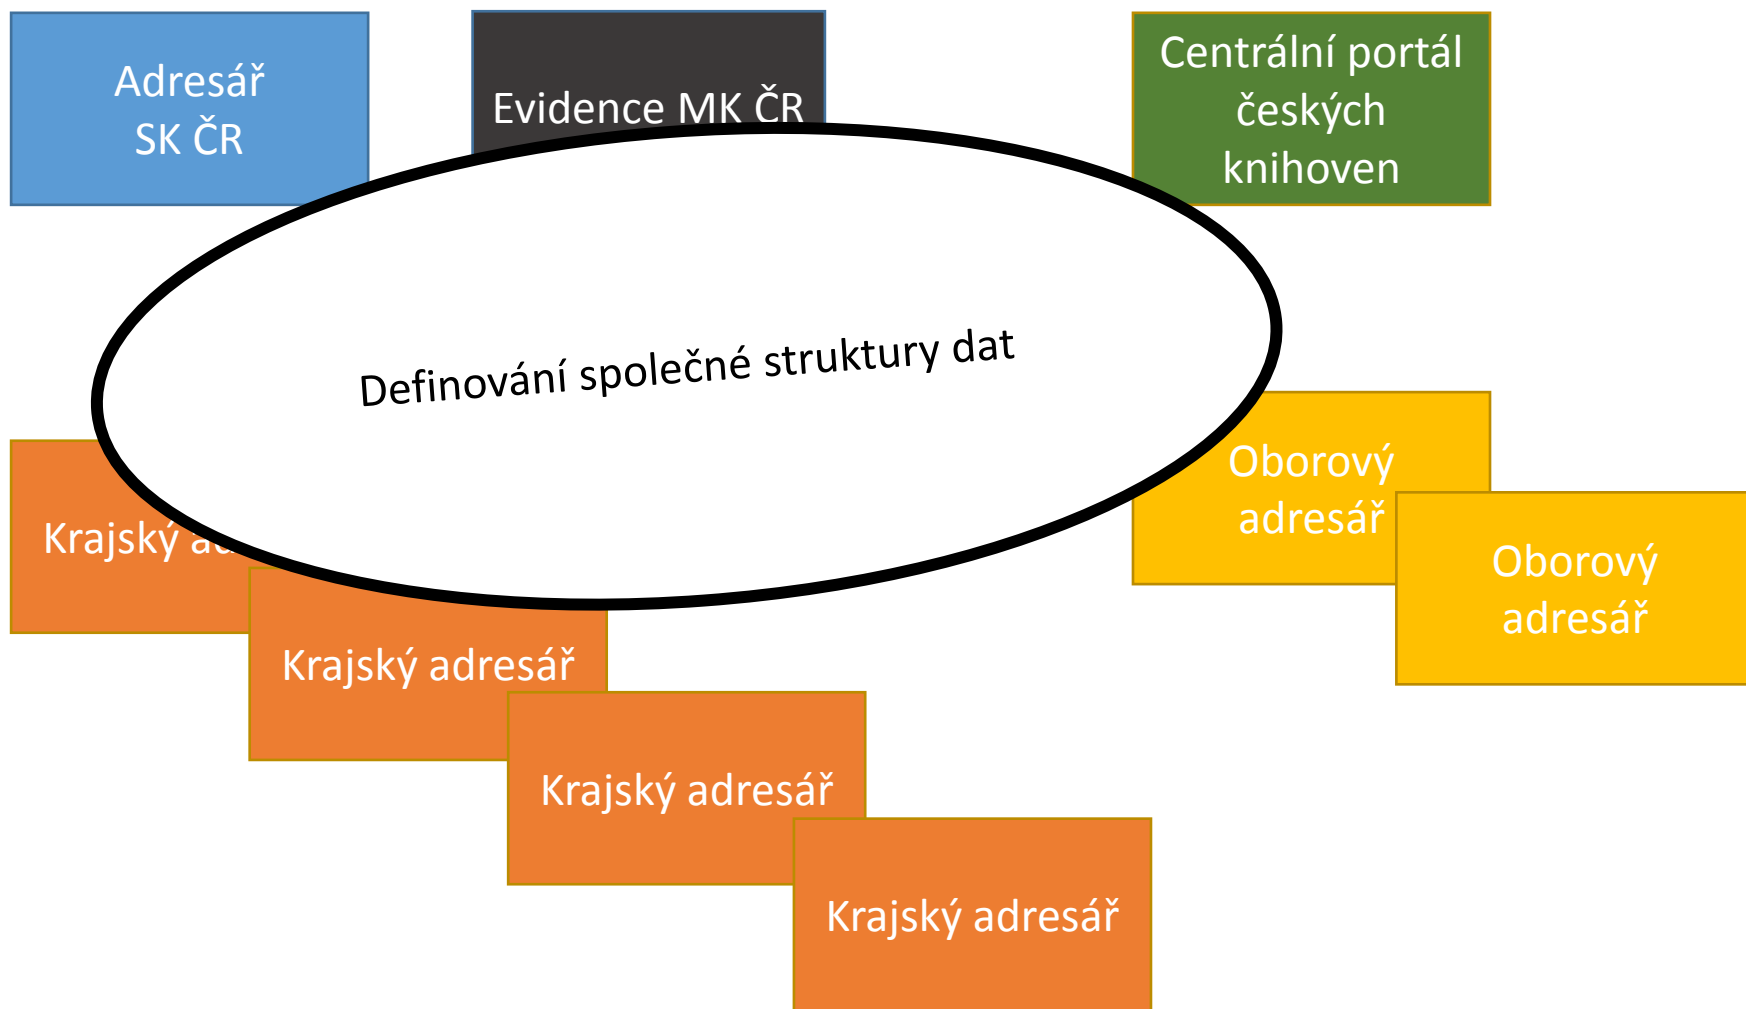 Adresář
SK ČR
Evidence MK ČR
Centrální portál
českých
knihoven
Definování společné struktury dat
Oborový
adresář
Oborový
adresář
Krajský
Krajský adresář
Krajský adresář
Krajský adresář